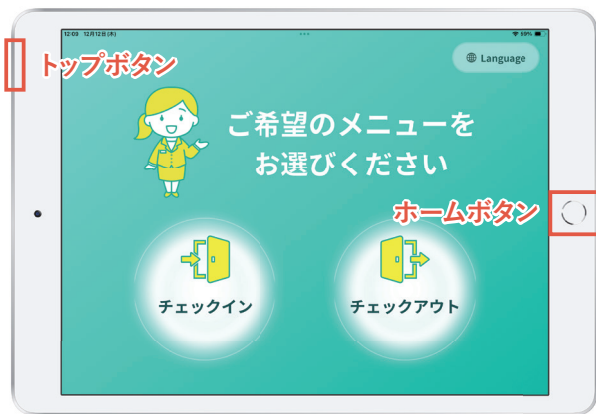 12:09 12月12日(木)
59%
トップボタン
Language
ご希望のメニューを
お選びください
ホームボタン
チェックイン
チェックアウト